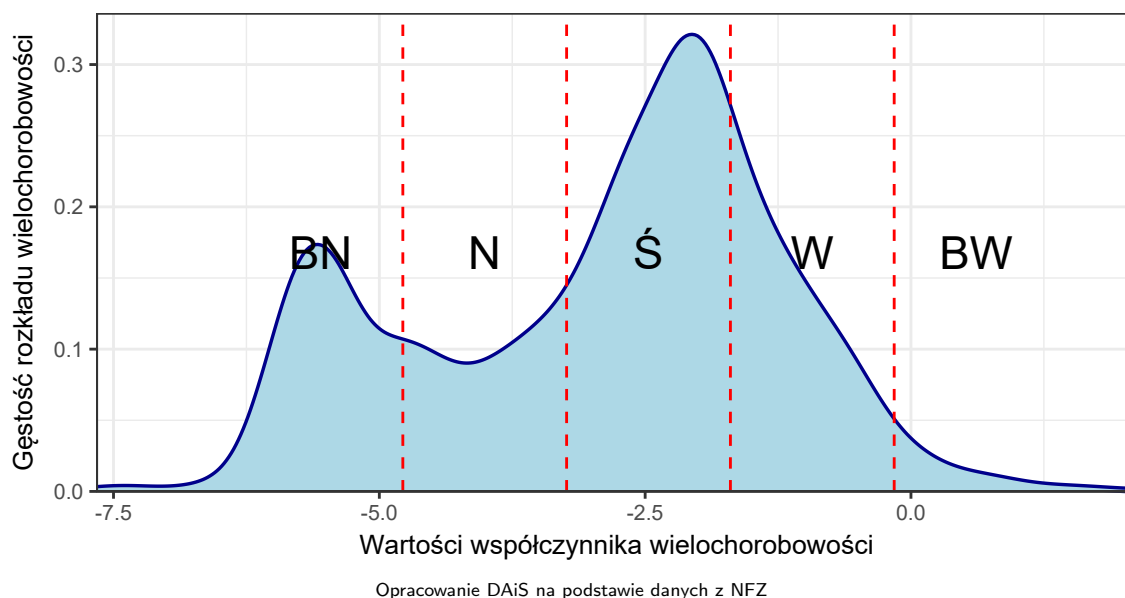 Gęstość rozkładu wielochorobowości
0.3
0.2
0.1
0.0
BN N Ś W BW
-7.5 -5.0 -2.5 0.0
Wartości współczynnika wielochorobowości
Opracowanie DAiS na podstawie danych z NFZ